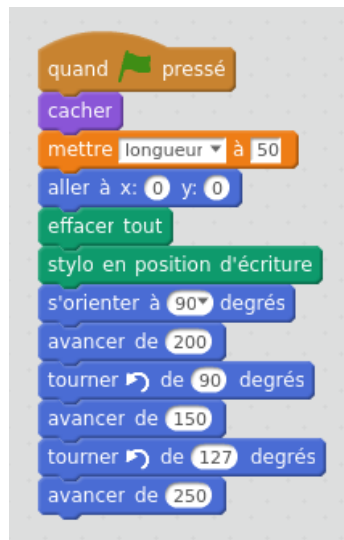 quand pressé
cacher
mettre longueur à 50
aller à x: 0 y: 0
effacer tout
stylo en position d'écriture
s'orienter à 90 degrés
avancer de 200
tourner de 90 degrés
avancer de 150
tourner de 127 degrés
avancer de 250